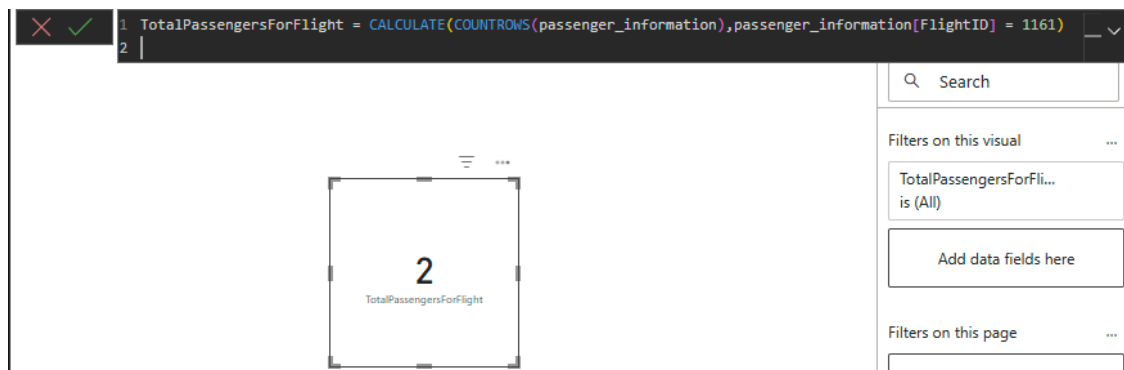 1 TotalPassengersForFlight = CALCULATE(COUNTROWS(passenger_information),passenger_information[FlightID] = 1161)
2
Search
Filters on this visual ...
TotalPassengersForFli...
is (All)
Add data fields here
2
TotalPassengersForFlight
Filters on this page ...